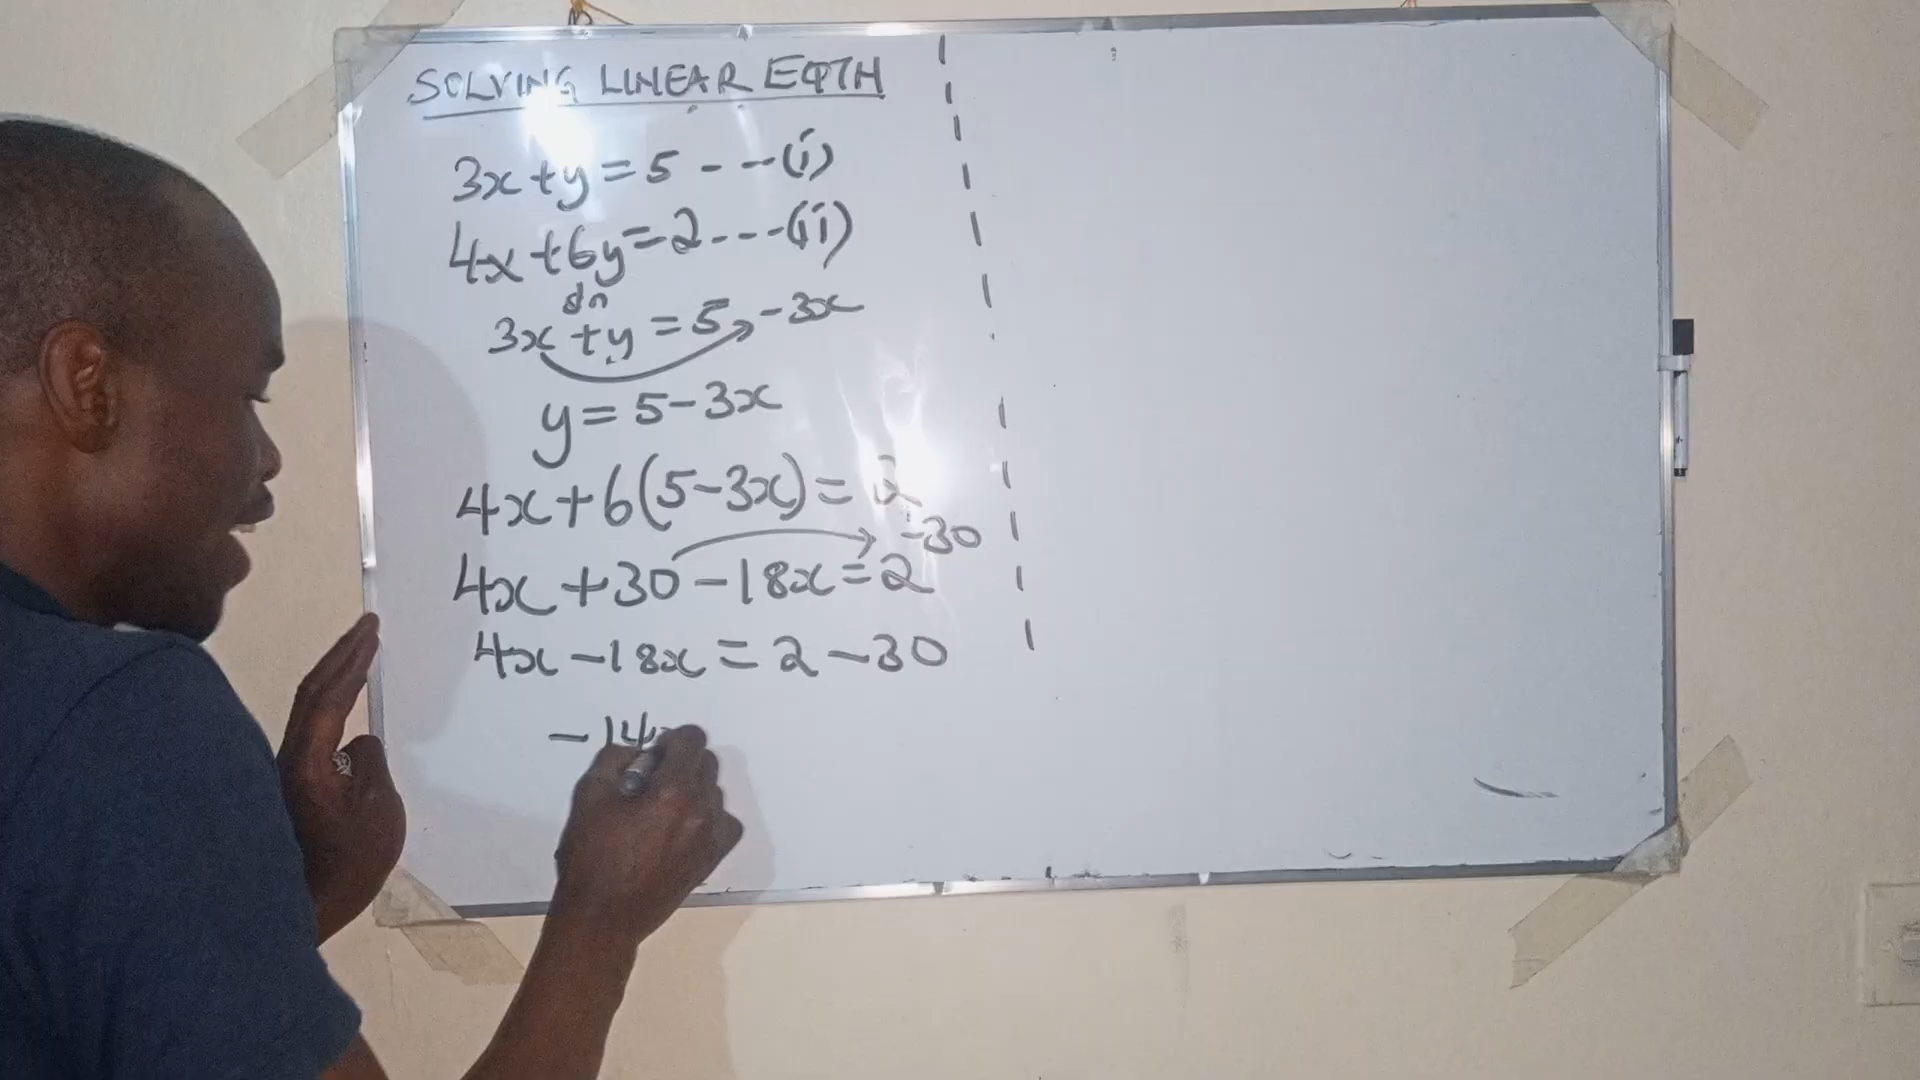 SOLVING LINEAR EQTN
3x + y = 5 - - - (i)
4x + 6y = 2 - - - (ii)
3x + y = 5 - 3x
y = 5 - 3x
4x + 6(5 - 3x) = 2
-30
4x + 30 - 18x = 2
4x - 18x = 2 - 30
- 14